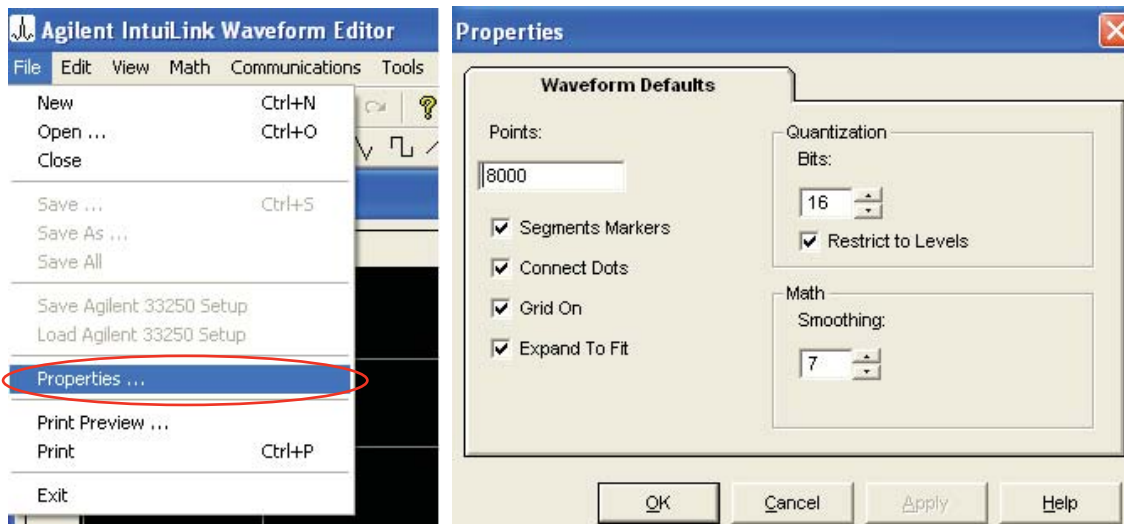 Agilent IntuiLink Waveform Editor
File Edit View Math Communications Tools
New Ctrl+N
Open ... Ctrl+O
Close
Save ... Ctrl+S
Save As ...
Save All
Save Agilent 33250 Setup
Load Agilent 33250 Setup
Properties ...
Print Preview ...
Print Ctrl+P
Exit
Properties
Waveform Defaults
Points:
8000
Segments Markers
Connect Dots
Grid On
Expand To Fit
Quantization
Bits:
16
Restrict to Levels
Math
Smoothing:
7
OK Cancel Apply Help